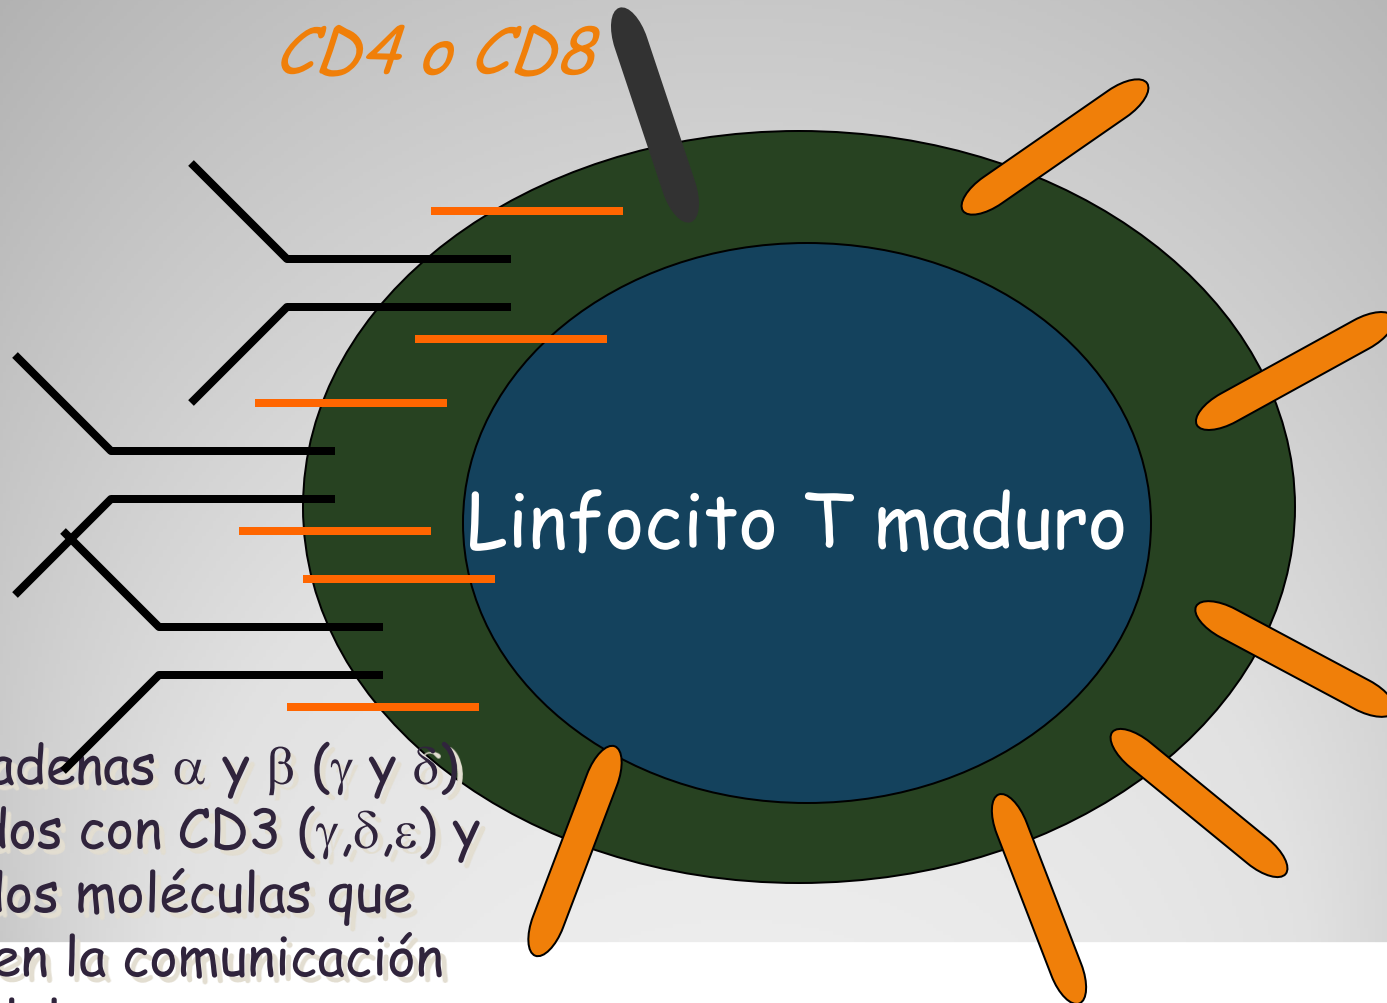 CD4 o CD8
Linfocito T maduro
adenas α y β (γ y δ)
dos con CD3 (γ,δ,ε) y
dos moléculas que
en la comunicación